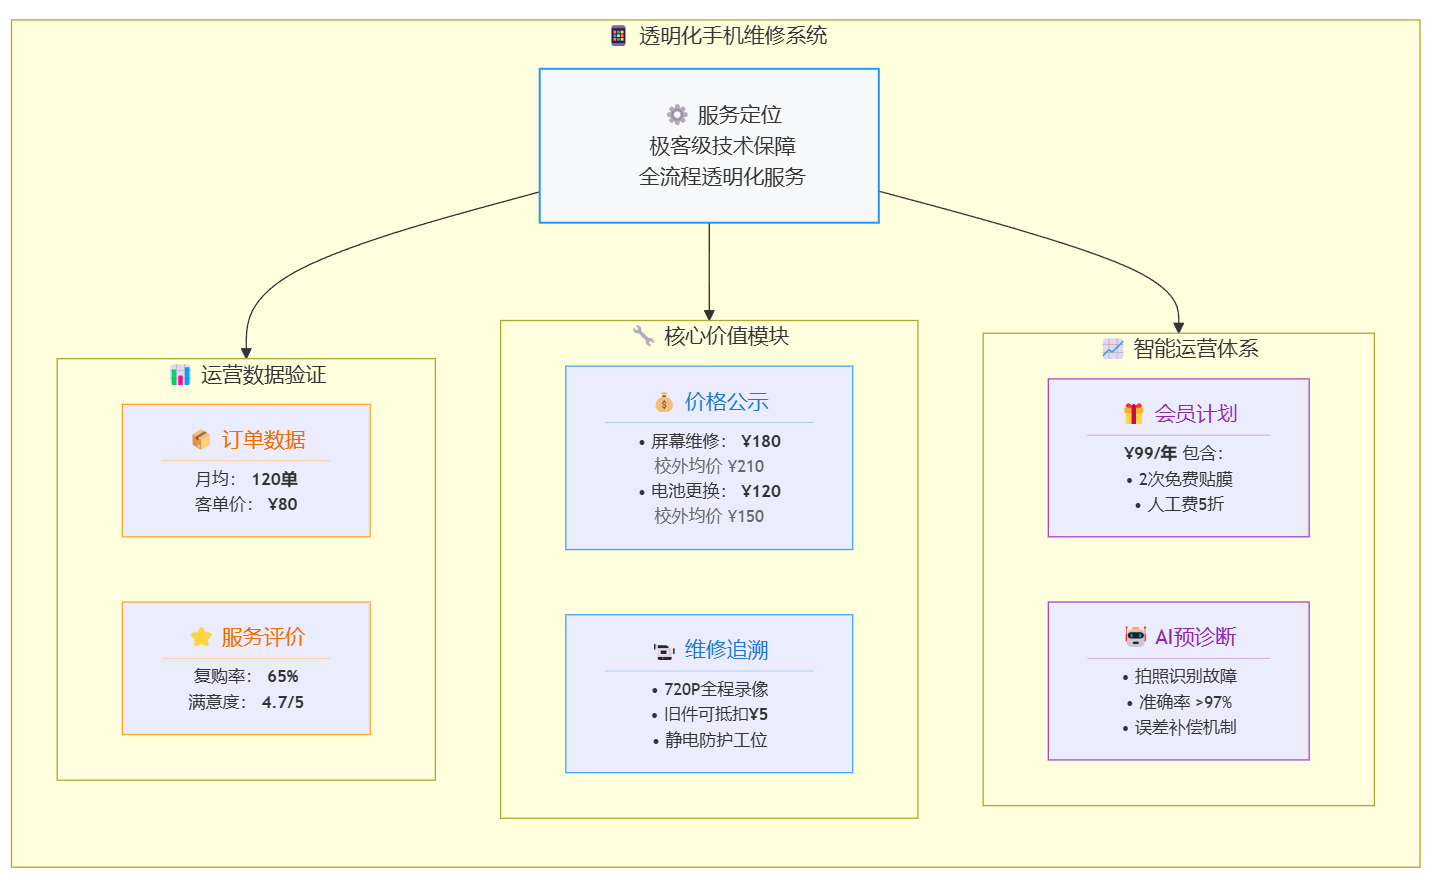 透明化手机维修系统
服务定位
极客级技术保障
全流程透明化服务
运营数据验证
订单数据
月均： 120单
客单价： ¥80
服务评价
复购率： 65%
满意度： 4.7/5
核心价值模块
价格公示
• 屏幕维修： ¥180
校外均价 ¥210
• 电池更换： ¥120
校外均价 ¥150
维修追溯
• 720P全程录像
• 旧件可抵扣¥5
• 静电防护工位
智能运营体系
会员计划
¥99/年 包含：
• 2次免费贴膜
• 人工费5折
AI预诊断
• 拍照识别故障
• 准确率 >97%
• 误差补偿机制